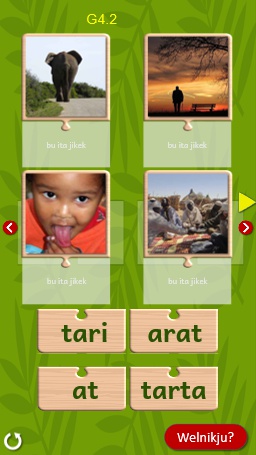 G4.2
bu ita jikek
bu ita jikek
bu ita jikek
bu ita jikek
tari
arat
at
tarta
Welnikju?